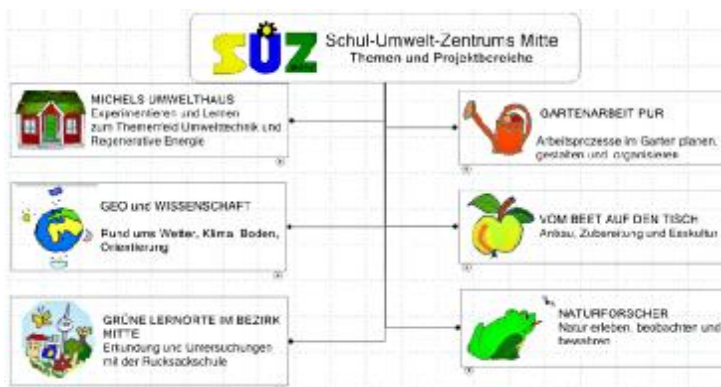 SUZ
Schul-Umwelt-Zentrums Mitte
Themen und Projektbereiche
MICHELS UMWELTHAUS
Experimentieren und Lernen
zum Themenfeld Umwelttechnik und
Regenerative Energie
GARTENARBEIT PUR
Arbeitsprozesse im Garten planen,
gestalten und organisieren
GEO und WISSENSCHAFT
Rund ums Wetter, Klima, Boden,
Orientierung
VOM BEET AUF DEN TISCH
Anbau, Zubereitung und Esskultur
GRÜNE LERNORTE IM BEZIRK
MITTE
Erkundung und Untersuchungen
mit der Rucksackschule
NATURFORSCHER
Natur erleben, beobachten und
bewahren